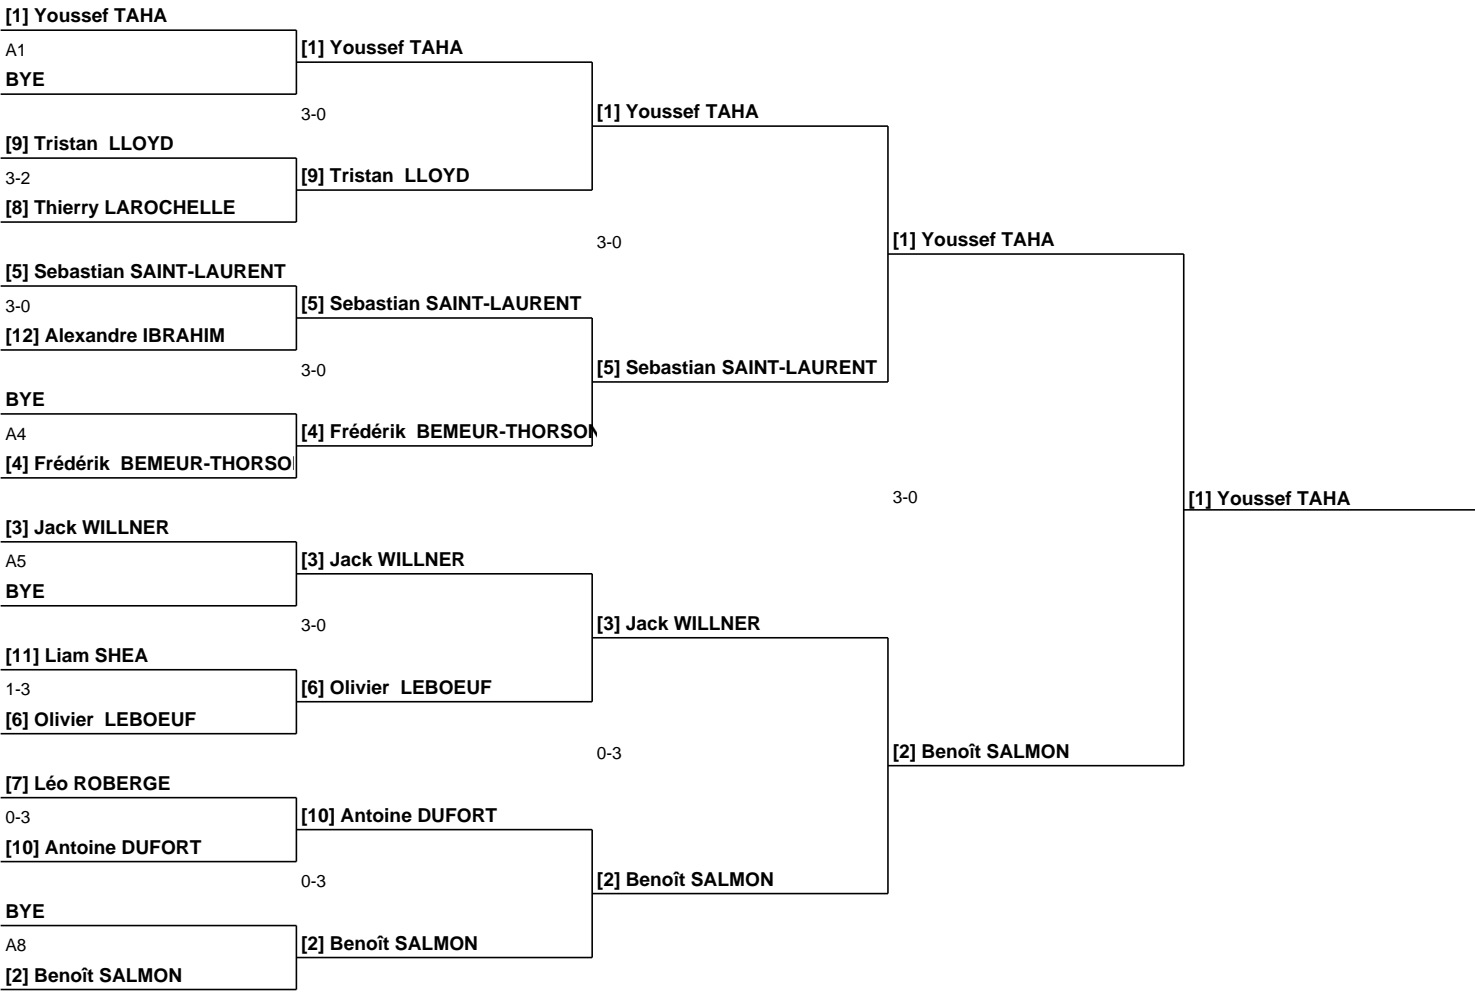 [1] Youssef TAHA
A1
BYE
[9] Tristan  LLOYD
3-2
[8] Thierry LAROCHELLE
[5] Sebastian SAINT-LAURENT
3-0
[12] Alexandre IBRAHIM
BYE
A4
[4] Frédérik  BEMEUR-THORSO
[3] Jack WILLNER
A5
BYE
[11] Liam SHEA
1-3
[6] Olivier  LEBOEUF
[7] Léo ROBERGE
0-3
[10] Antoine DUFORT
BYE
A8
[2] Benoît SALMON
[1] Youssef TAHA
3-0
[9] Tristan  LLOYD
[5] Sebastian SAINT-LAURENT
3-0
[4] Frédérik  BEMEUR-THORSON
[3] Jack WILLNER
3-0
[6] Olivier  LEBOEUF
[10] Antoine DUFORT
0-3
[2] Benoît SALMON
[1] Youssef TAHA
3-0
[5] Sebastian SAINT-LAURENT
[3] Jack WILLNER
0-3
[2] Benoît SALMON
[1] Youssef TAHA
3-0
[2] Benoît SALMON
[1] Youssef TAHA